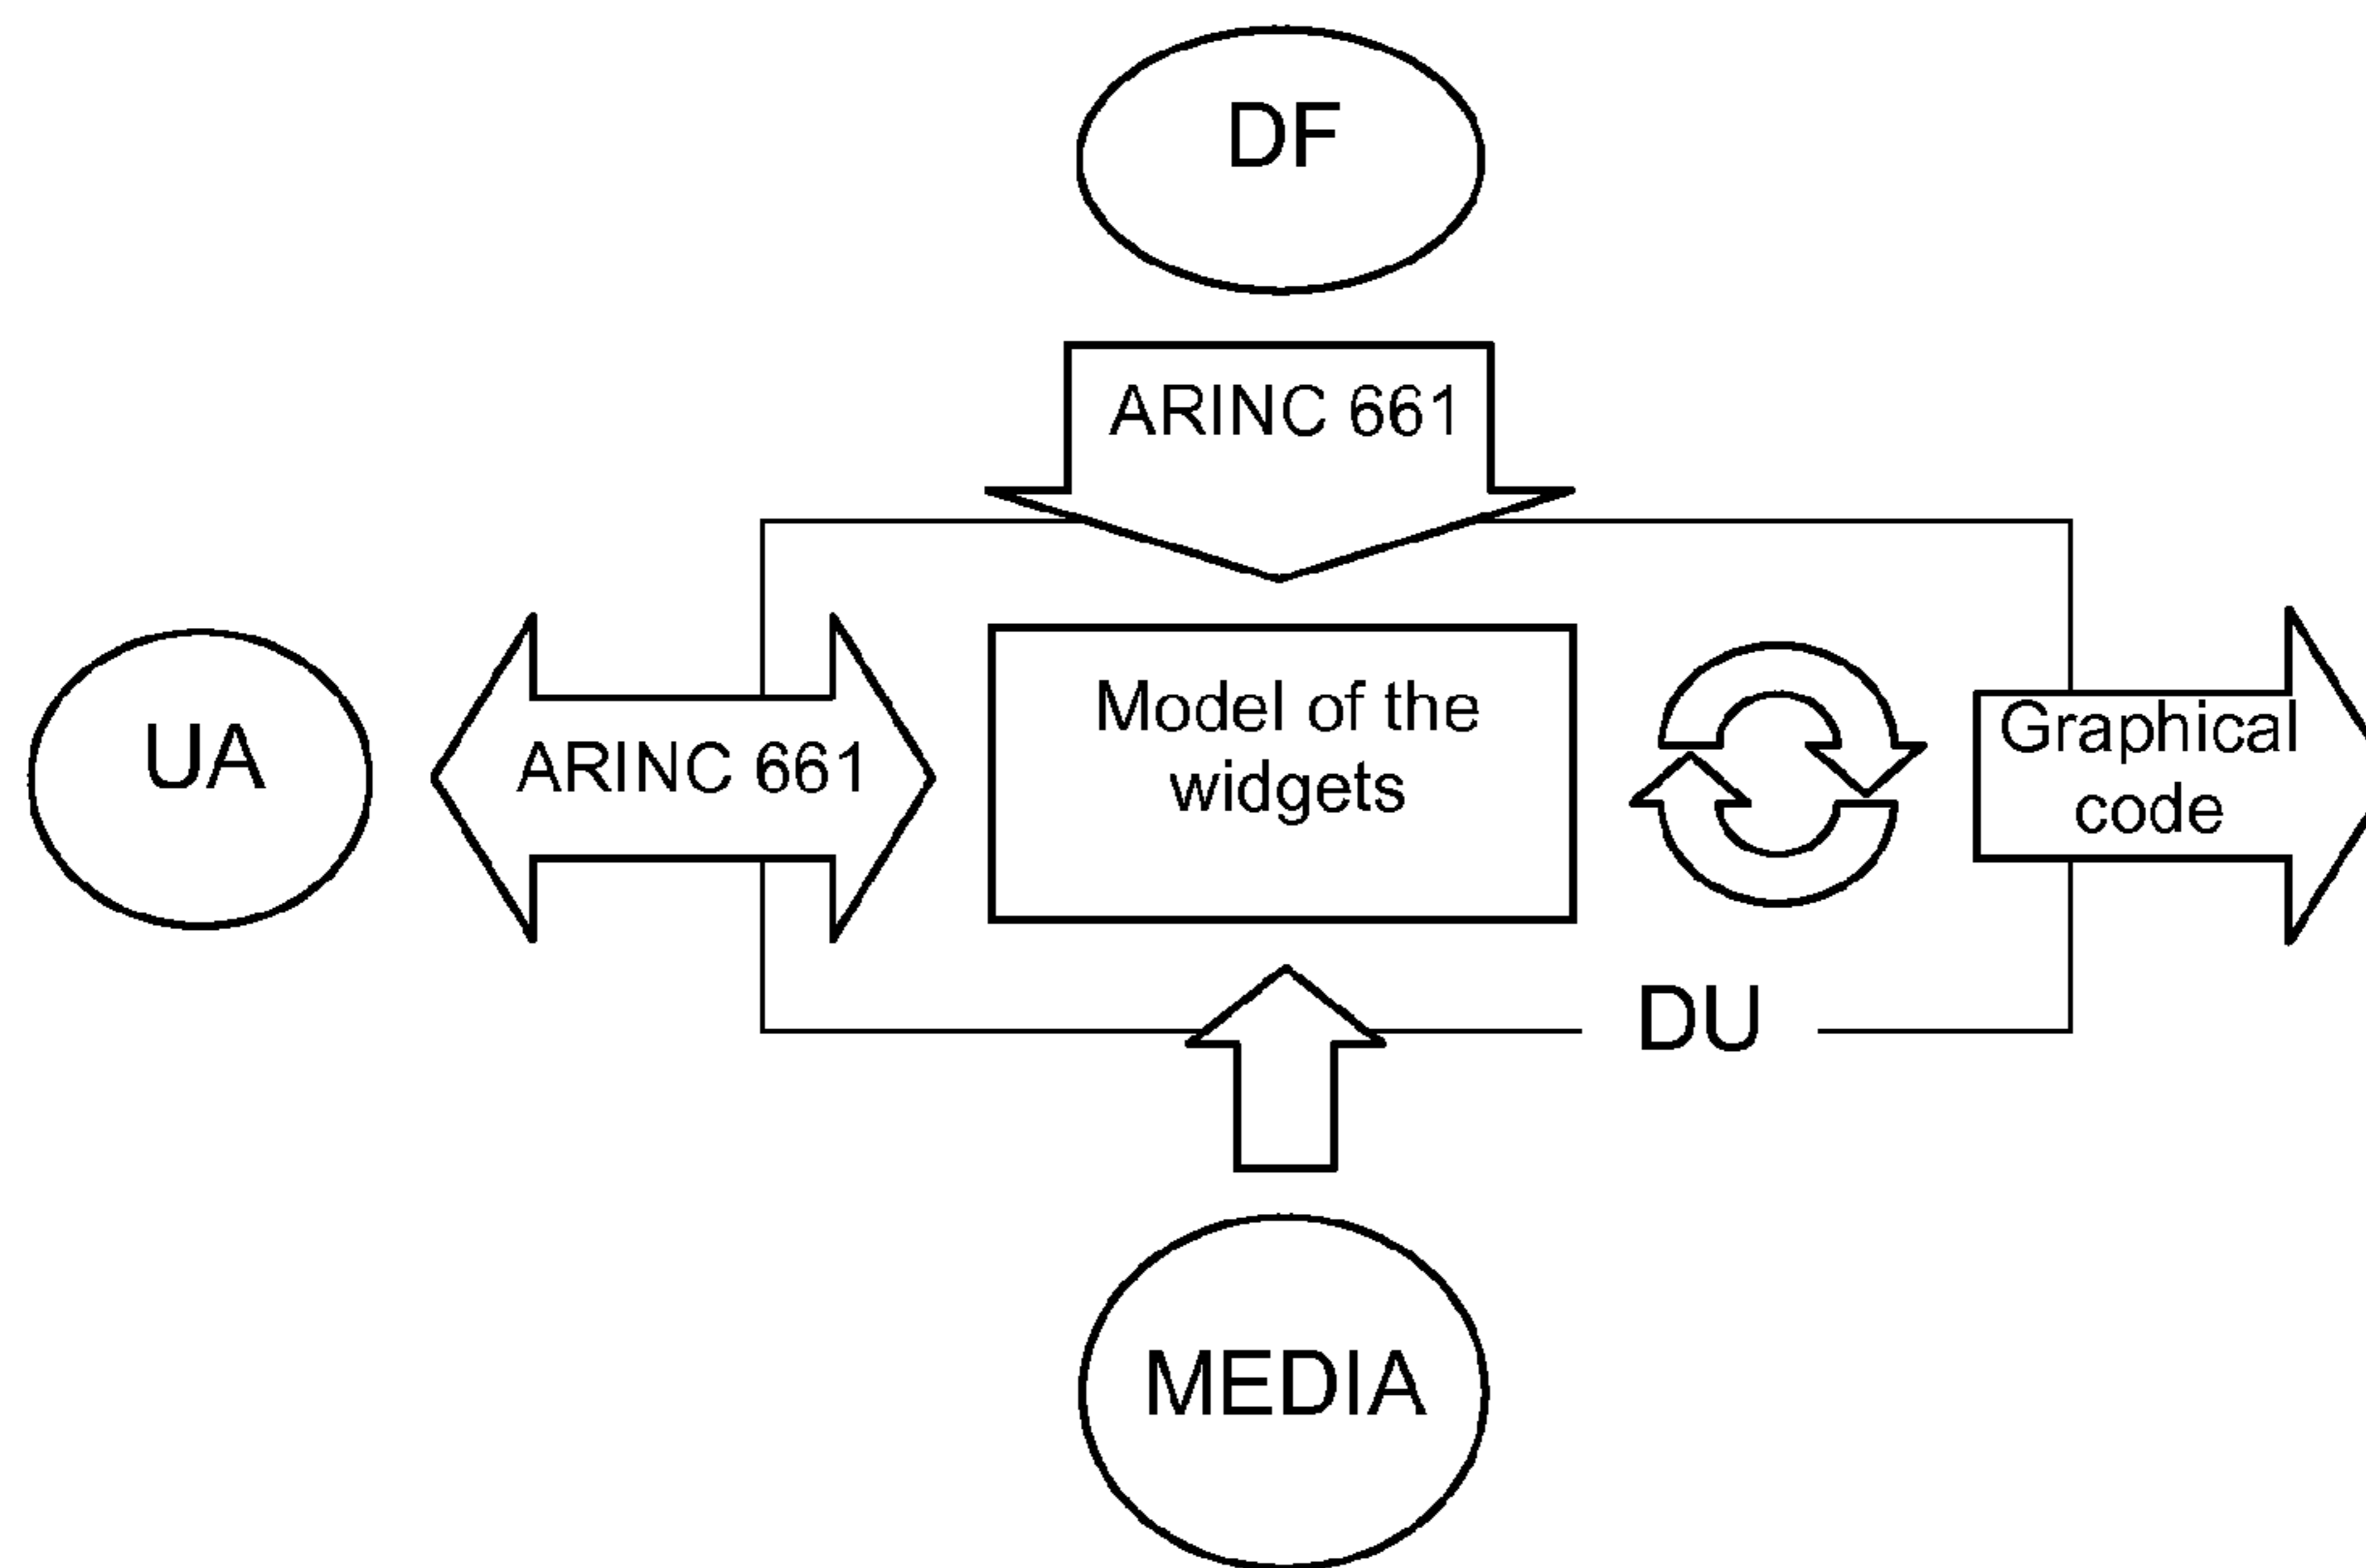 DF
ARINC 661
UA
ARINC 661
Model of the
widgets
Graphical
code
DU
MEDIA